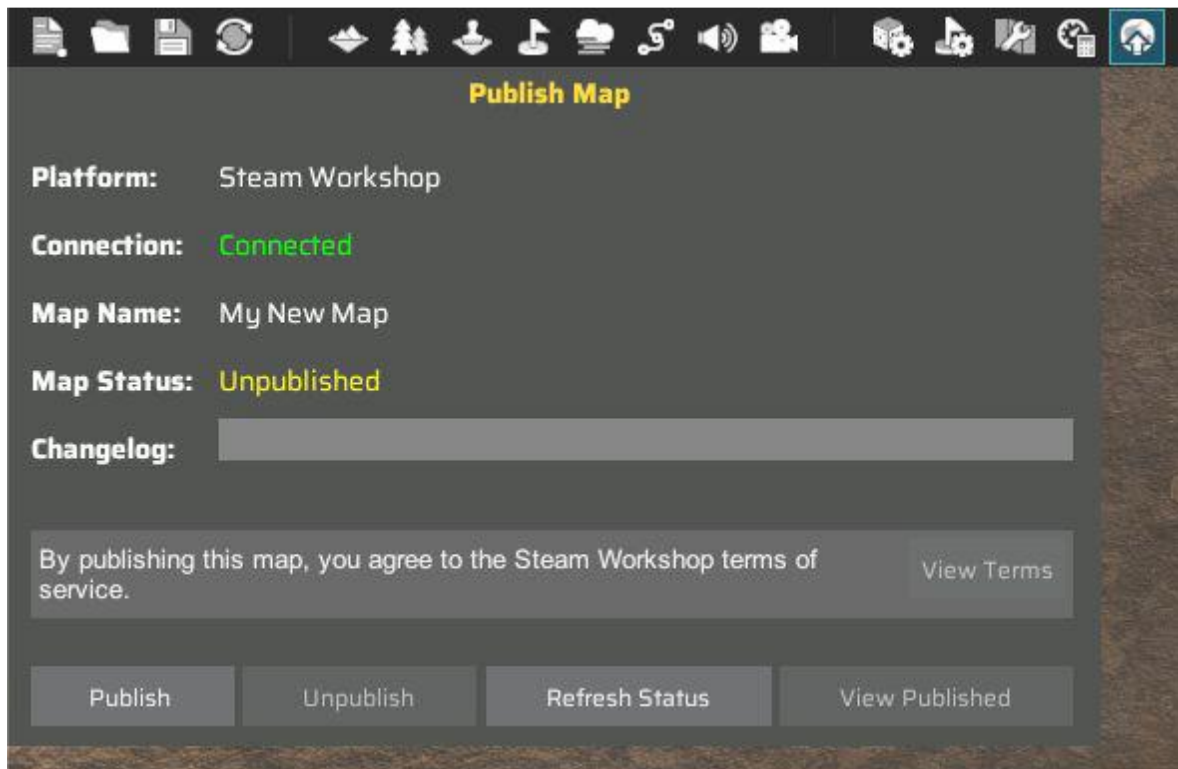 Publish Map
Platform: Steam Workshop
Connection: Connected
Map Name: My New Map
Map Status: Unpublished
Changelog:
By publishing this map, you agree to the Steam Workshop terms of
service.
View Terms
Publish Unpublish Refresh Status View Published